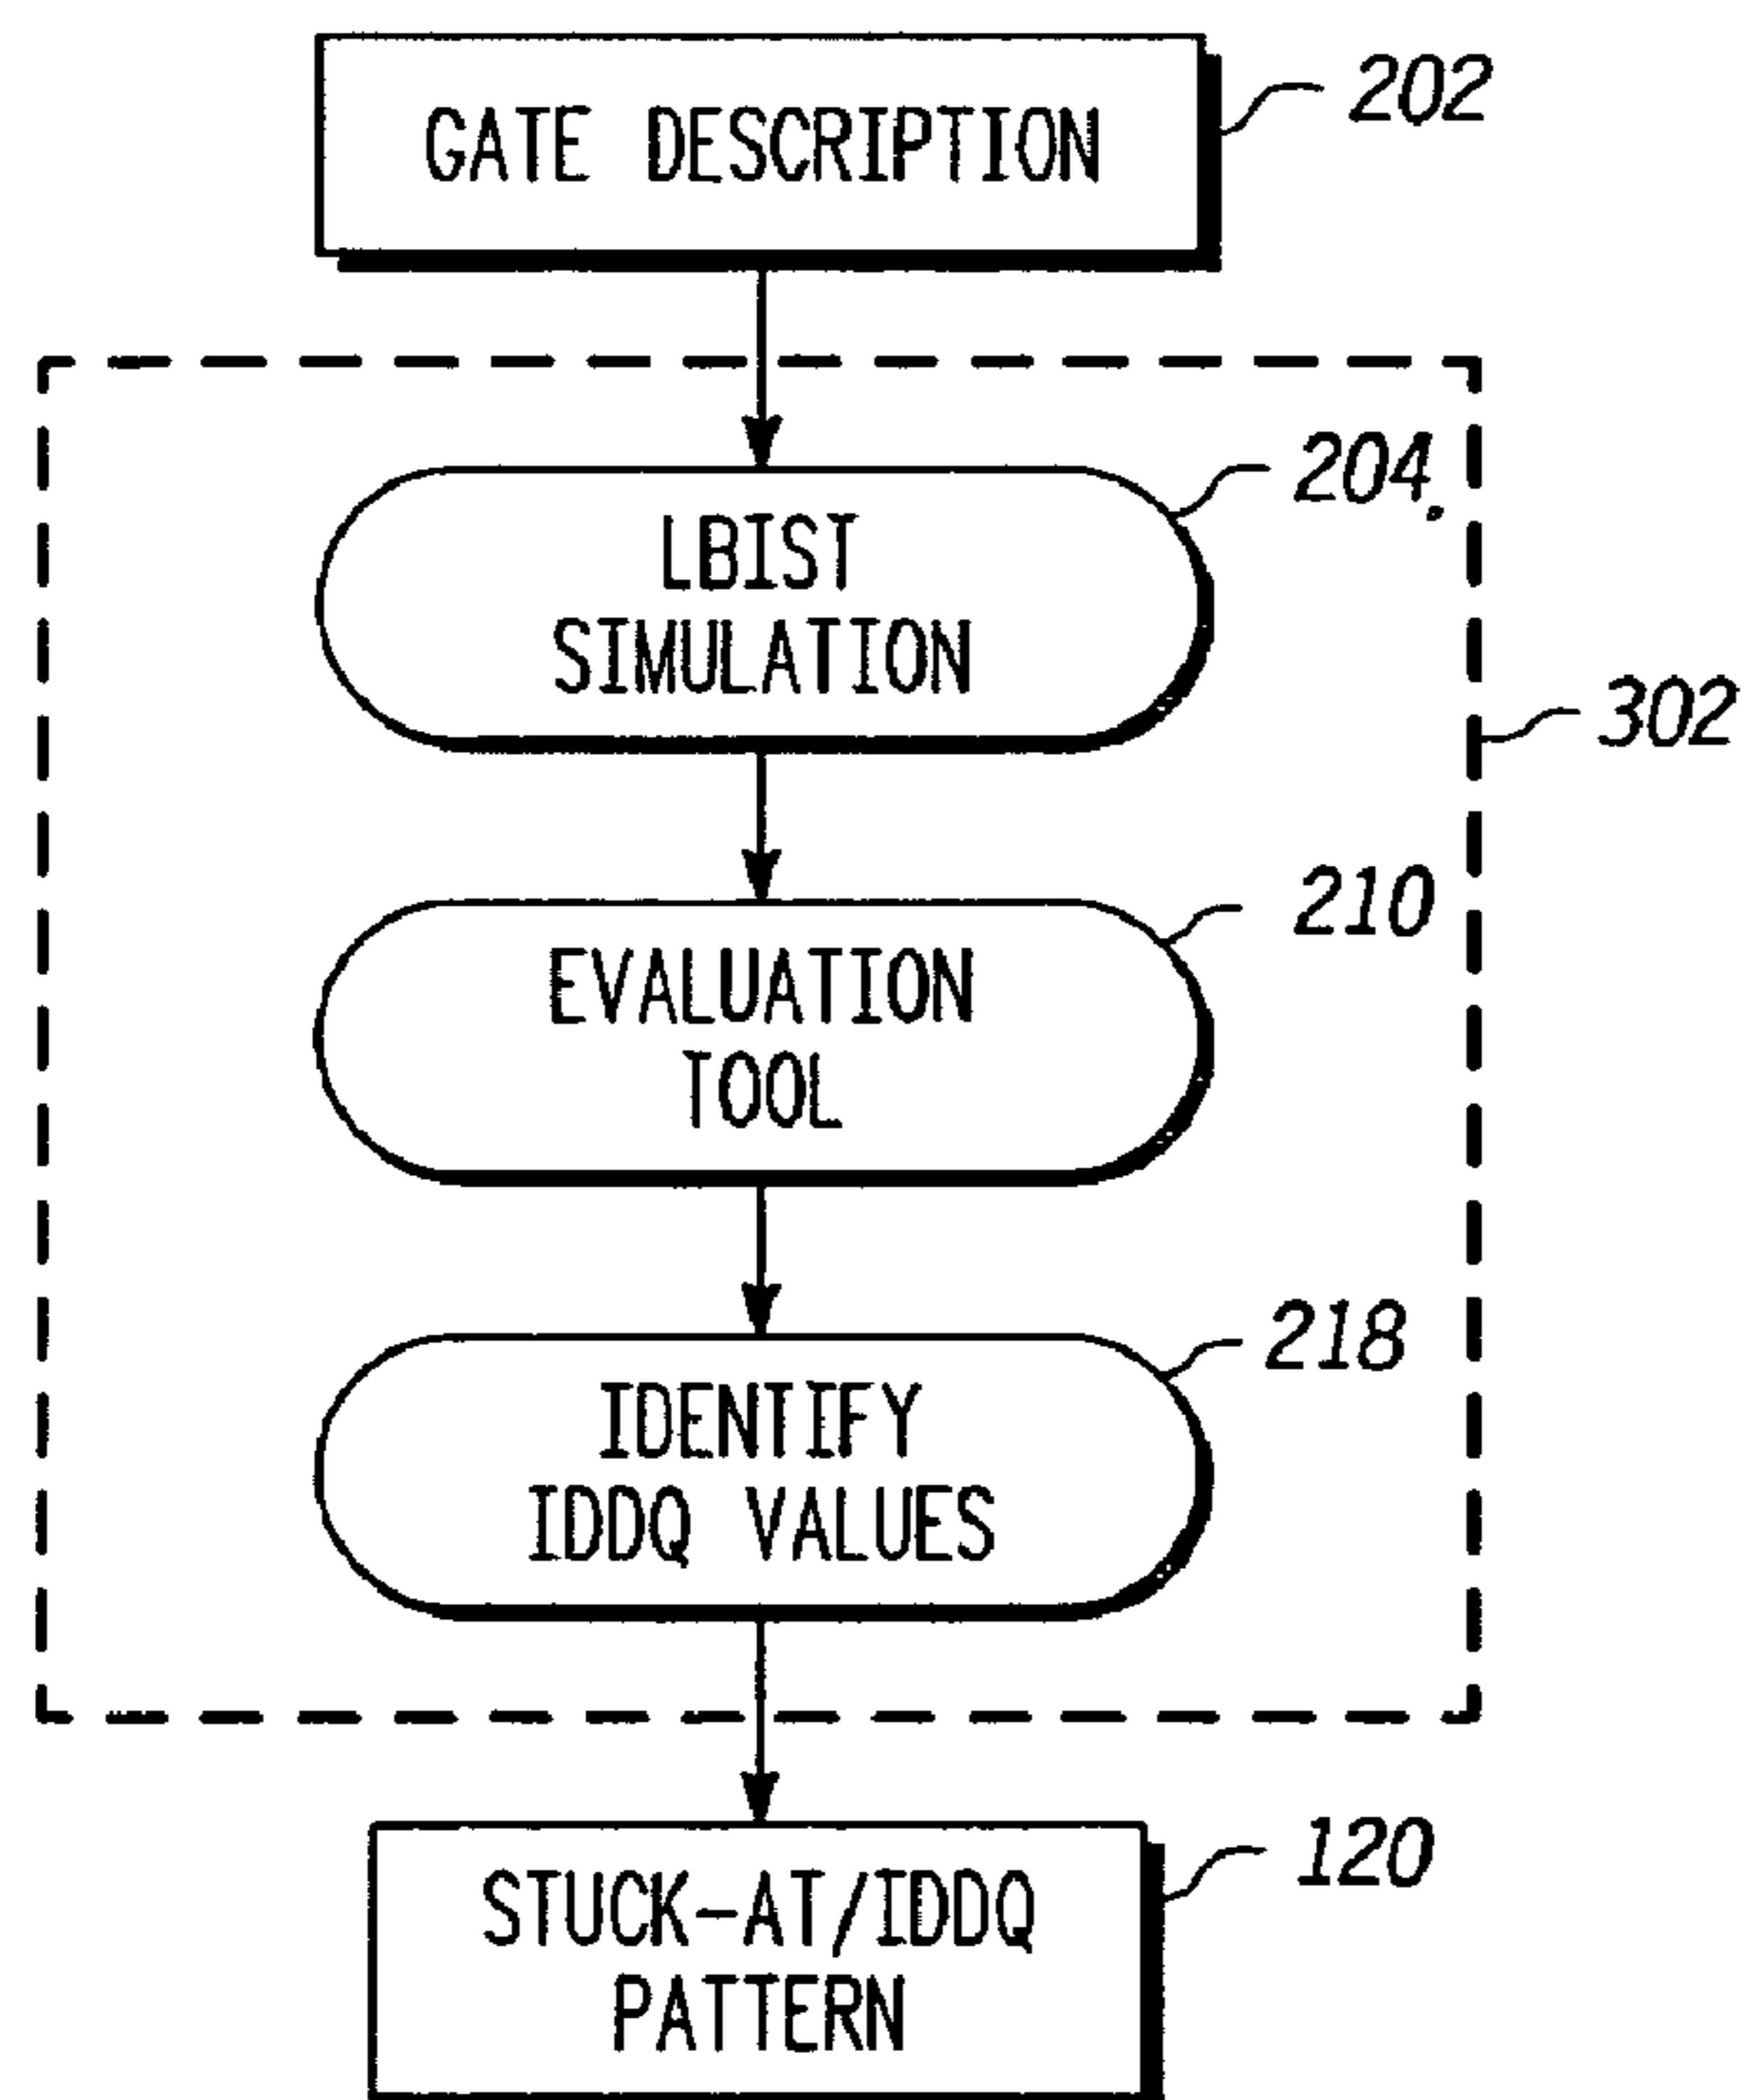 GATE DESCRIPTION
202
LBIST
SIMULATION
204
302
EVALUATION
TOOL
210
IDENTIFY
IDDQ VALUES
218
STUCK-AT/IDDQ
PATTERN
120